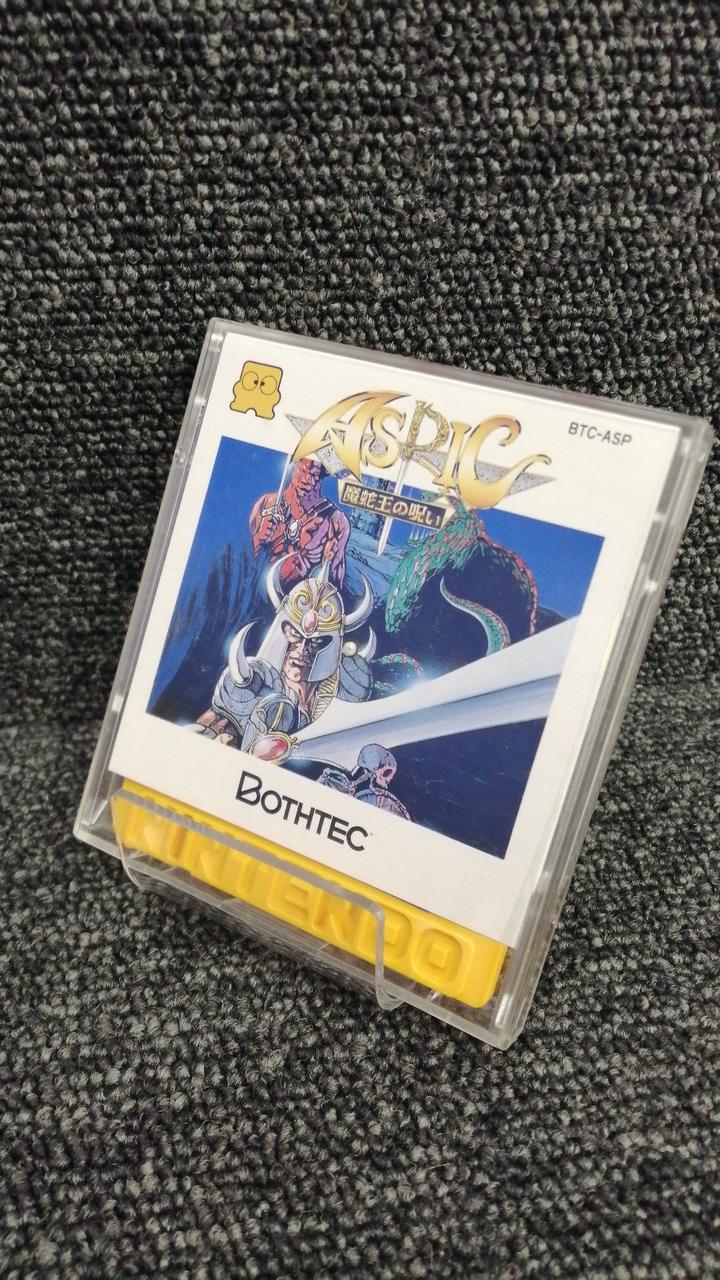 ASPIC
BTC-ASP
魔蛇王の呪い
BOTHTEC
NINTENDO